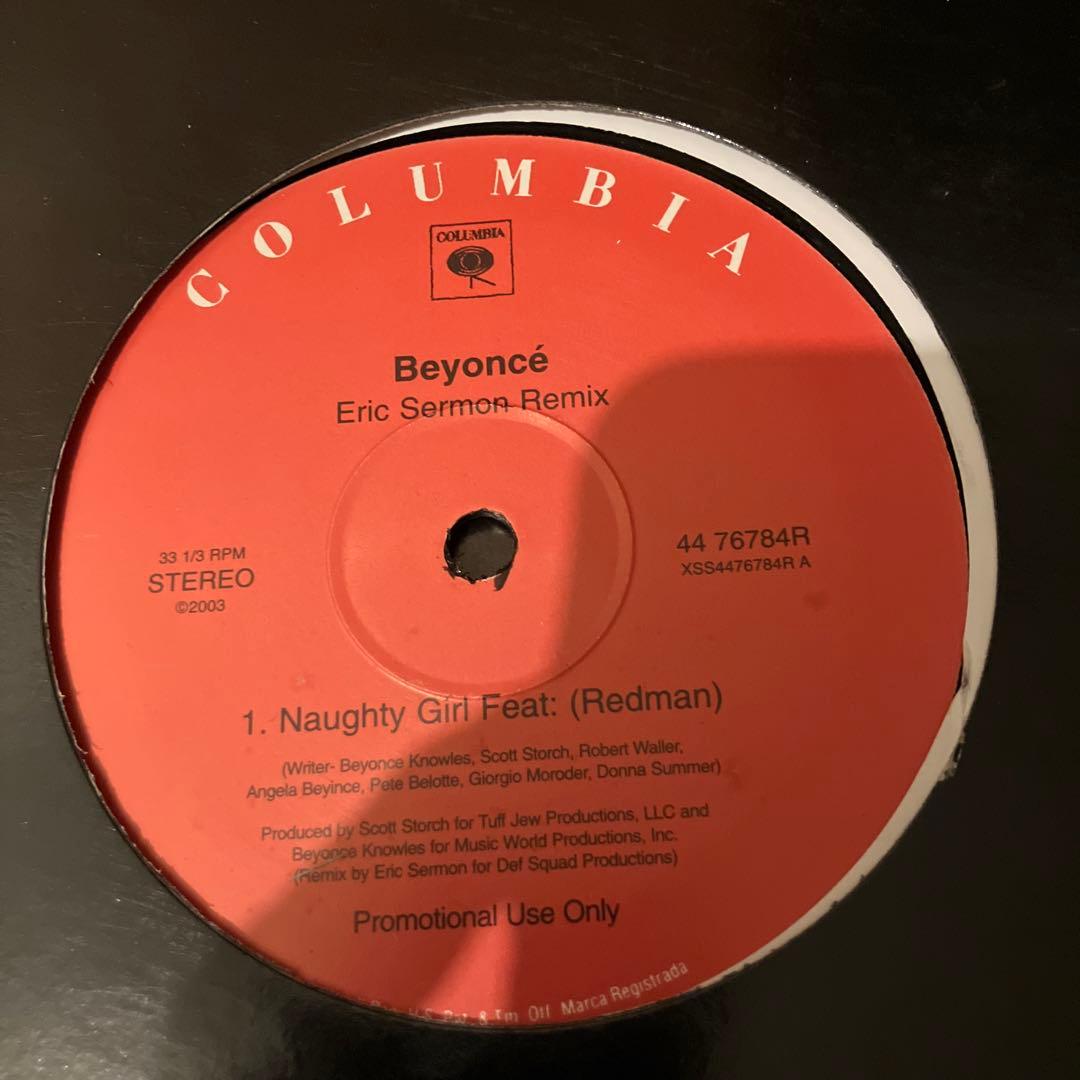 COLUMBIA
COLUMBIA
Beyoncé
Eric Sermon Remix
33 1/3 RPM
STEREO
©2003
44 76784R
XSS4476784R A
1. Naughty Girl Feat: (Redman)
(Writer- Beyonce Knowles, Scott Storch, Robert Waller,
Angela Beyince, Pete Belotte, Giorgio Moroder, Donna Summer)
Produced by Scott Storch for Tuff Jew Productions, LLC and
Beyonce Knowles for Music World Productions, Inc.
(Remix by Eric Sermon for Def Squad Productions)
Promotional Use Only
& Tm Off Marca Registrada